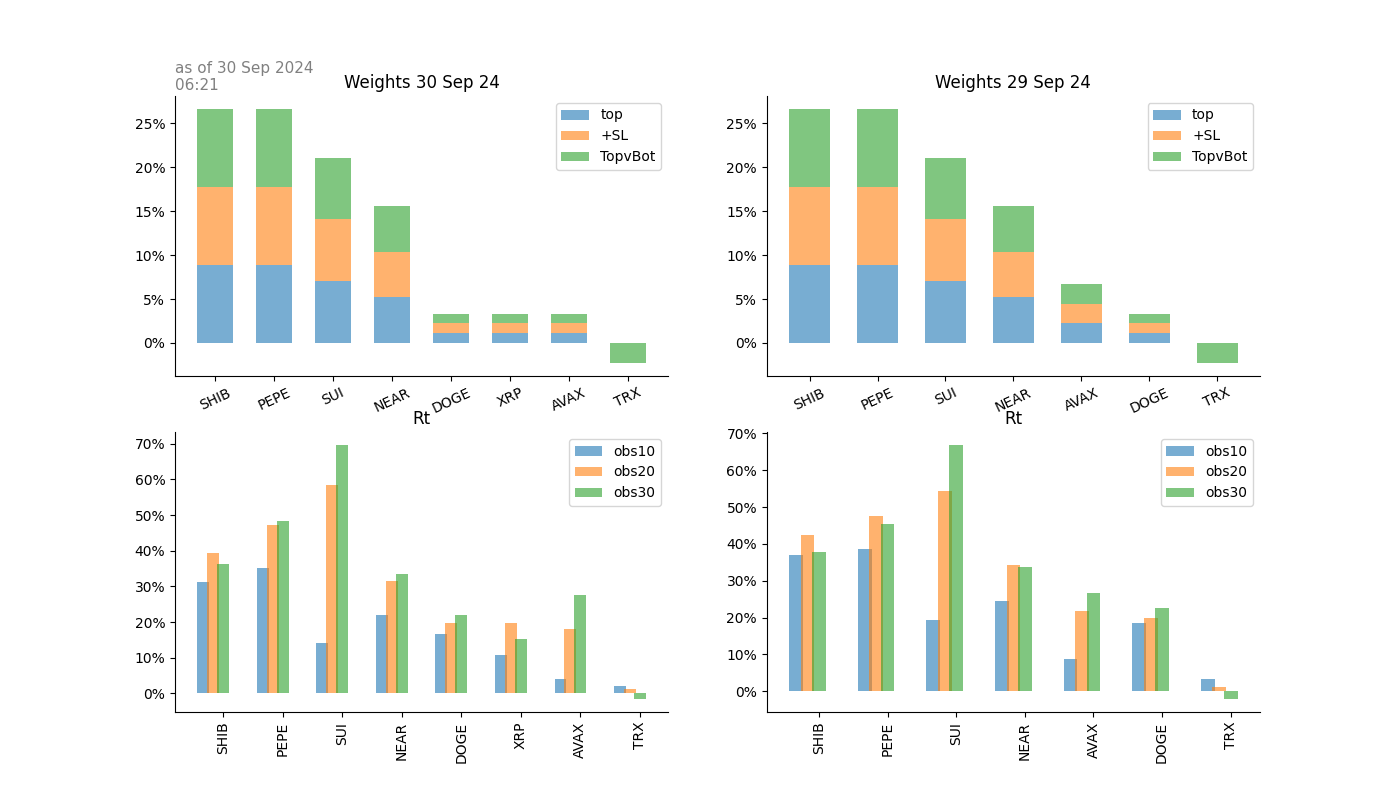 as of 30 Sep 2024
06:21
Weights 30 Sep 24
25%
20%
15%
10%
5%
0%
top
+SL
TopvBot
SHIB PEPE SUI NEAR DOGE XRP AVAX TRX
Weights 29 Sep 24
25%
20%
15%
10%
5%
0%
top
+SL
TopvBot
SHIB PEPE SUI NEAR AVAX DOGE TRX
Rt
70%
60%
50%
40%
30%
20%
10%
0%
obs10
obs20
obs30
SHIB PEPE SUI NEAR DOGE XRP AVAX TRX
Rt
70%
60%
50%
40%
30%
20%
10%
0%
obs10
obs20
obs30
SHIB PEPE SUI NEAR AVAX DOGE TRX